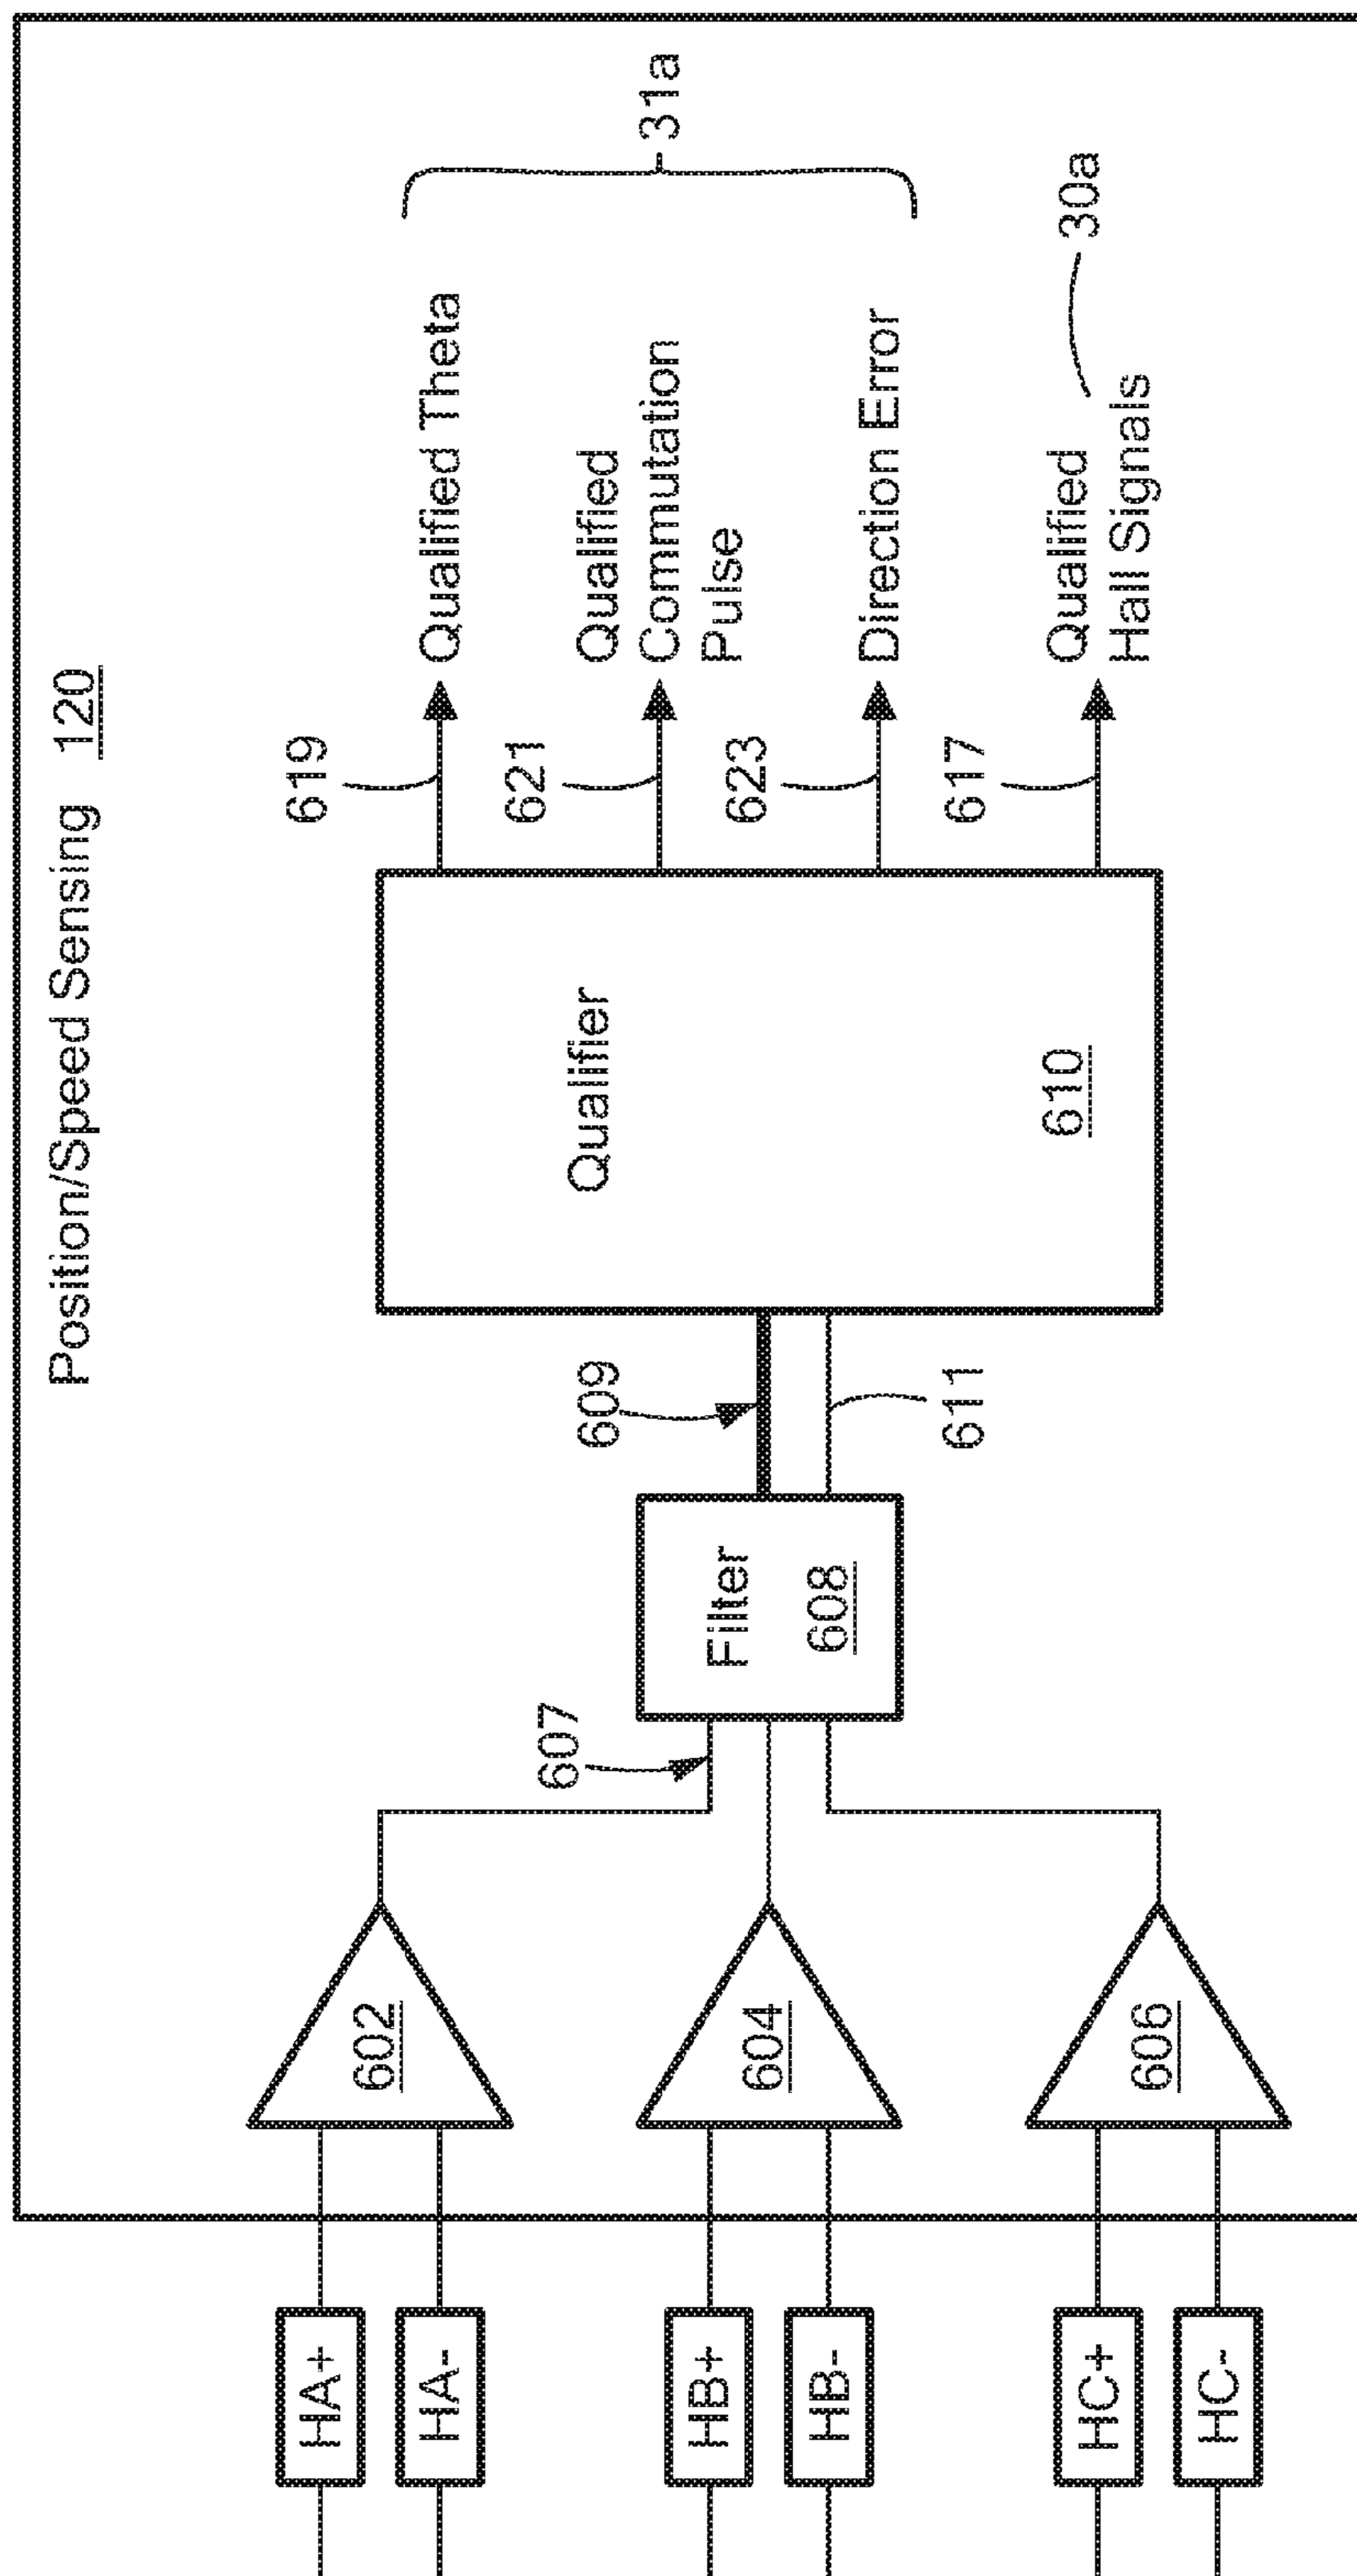 Position/Speed Sensing 120
HA+
HA-
HB+
HB-
HC+
HC-
602
604
606
607
Filter
608
609
611
Qualifier
610
619
Qualified Theta
621
Qualified
Commutation
Pulse
623
Direction Error
617
Qualified
Hall Signals
31a
30a